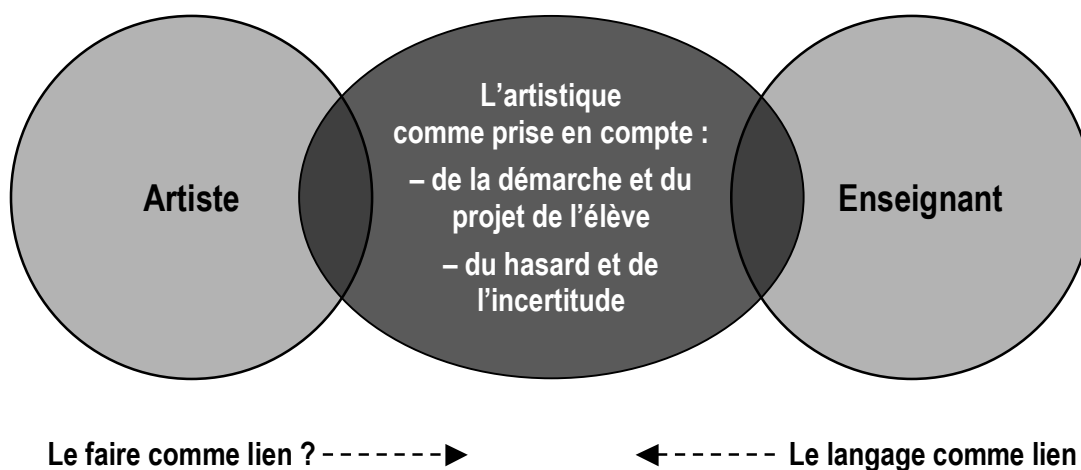 L’artistique
comme prise en compte :
– de la démarche et du
projet de l’élève
– du hasard et de
l’incertitude
Artiste
Enseignant
Le faire comme lien ?
Le langage comme lien